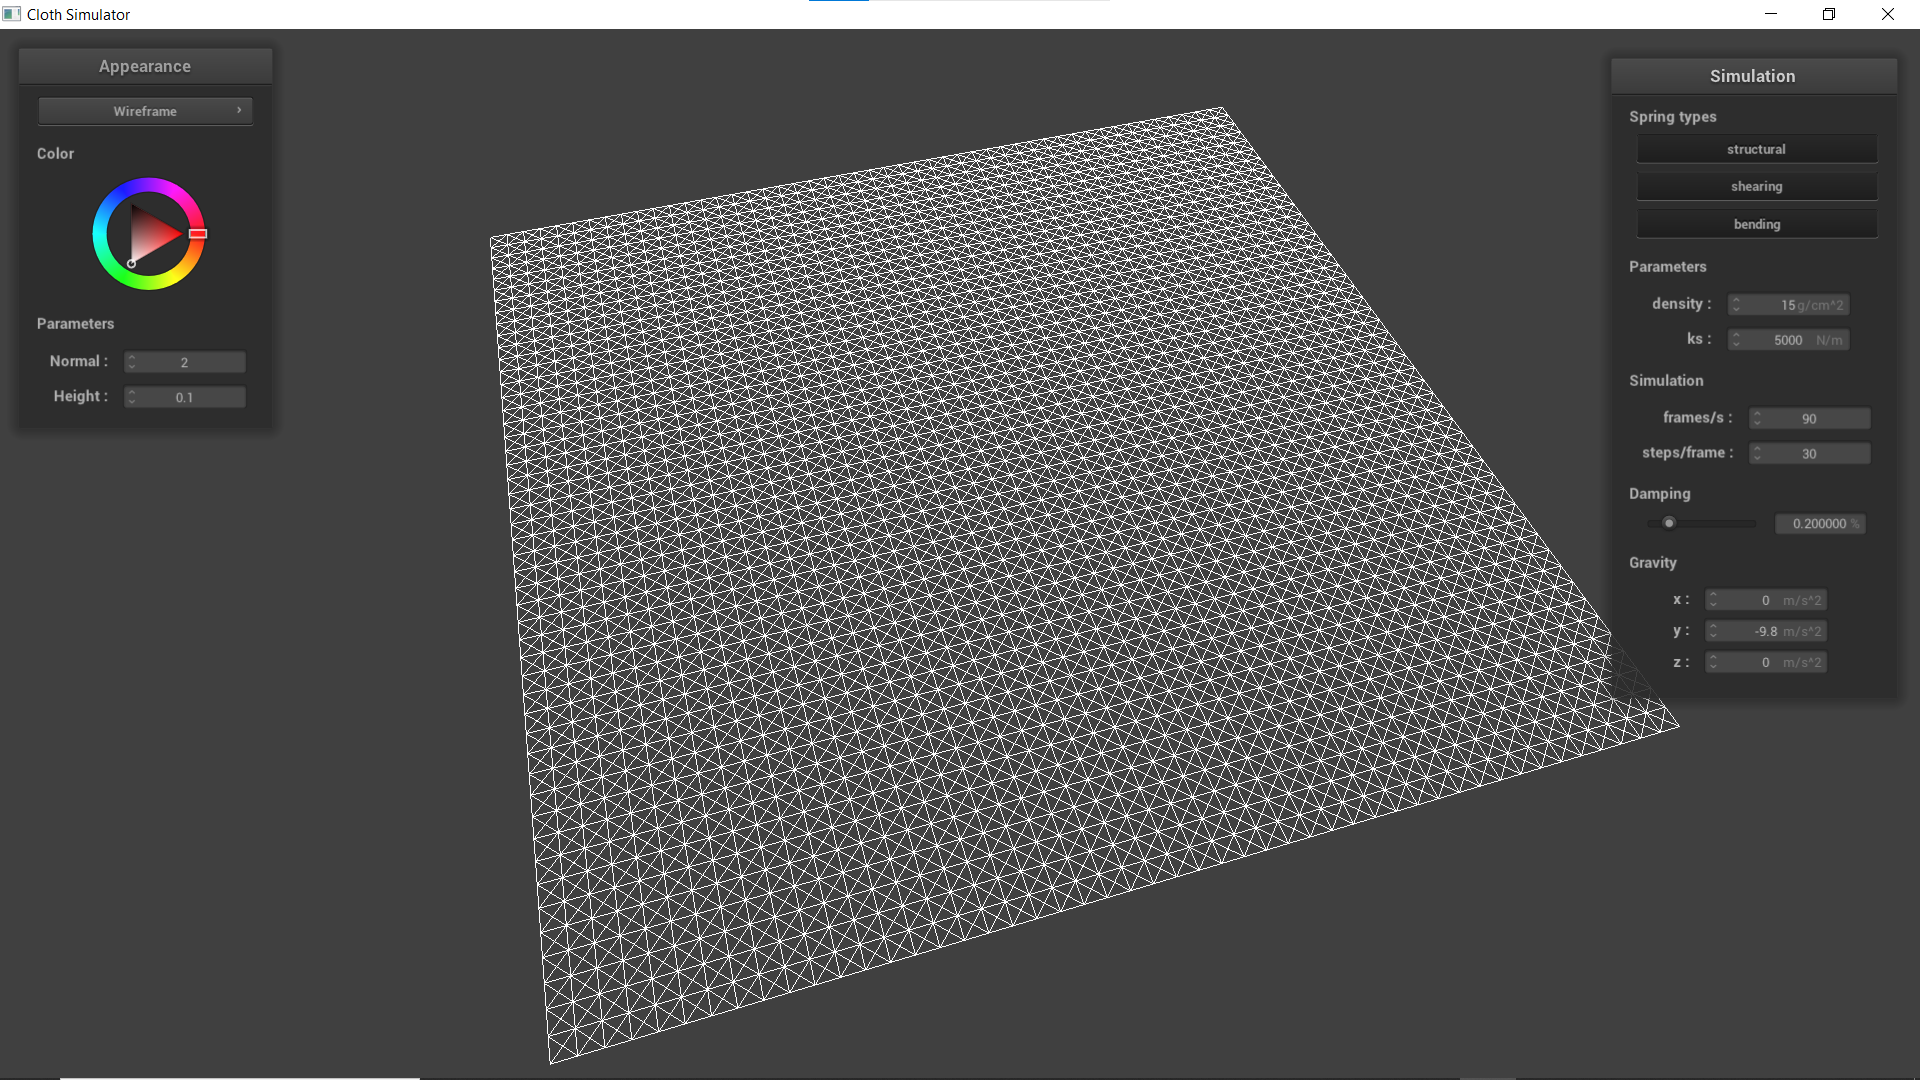 Cloth Simulator
Appearance
Wireframe
Color
Parameters
Normal : 2
Height : 0.1
Simulation
Spring types
structural
shearing
bending
Parameters
density : 15 g/cm^2
ks : 5000 N/m
Simulation
frames/s : 90
steps/frame : 30
Damping
0.200000 %
Gravity
x : 0 m/s^2
y : -9.8 m/s^2
z : 0 m/s^2